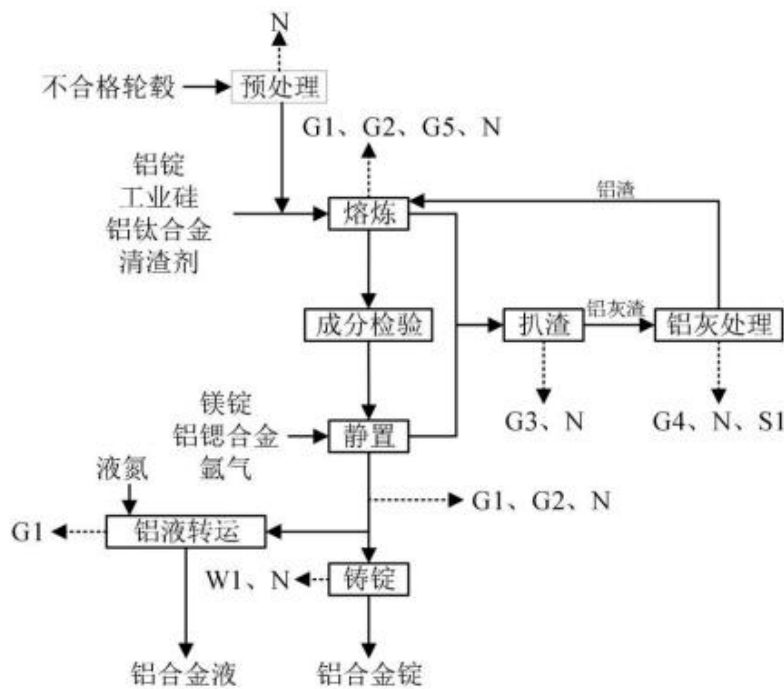 N
不合格轮毂
预处理
G1、G2、G5、N
铝锭
工业硅
铝钛合金
清渣剂
熔炼
铝渣
成分检验
扒渣
铝灰渣
铝灰处理
镁锭
铝锶合金
氩气
静置
G3、N
G4、N、S1
液氮
G1、G2、N
G1
铝液转运
W1、N
铸锭
铝合金液
铝合金锭